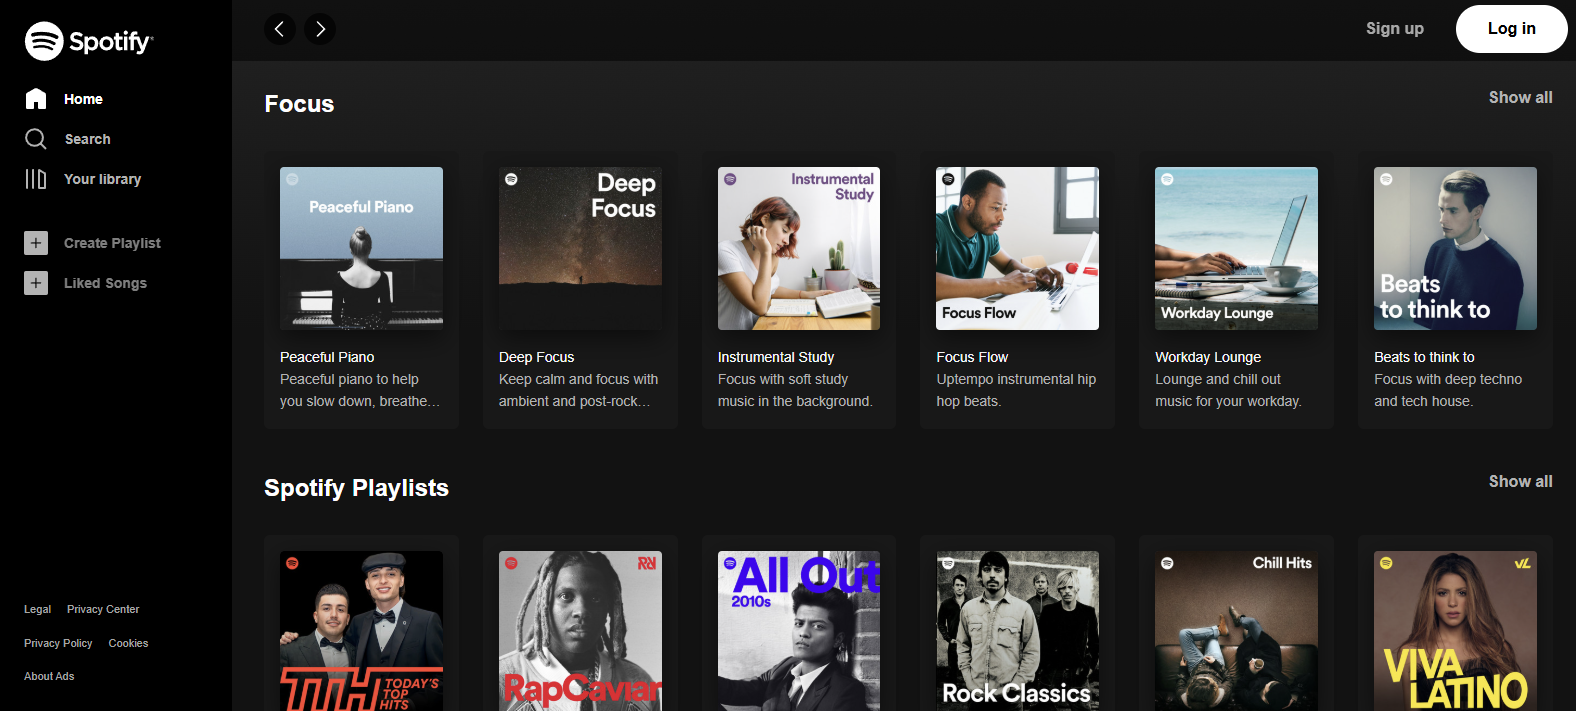 Spotify
Home
Search
Your library
Create Playlist
Liked Songs
Legal Privacy Center
Privacy Policy Cookies
About Ads
Sign up
Log in
Focus
Show all
Peaceful Piano
Peaceful Piano
Peaceful piano to help
you slow down, breathe…
Deep
Focus
Deep Focus
Keep calm and focus with
ambient and post-rock…
Instrumental
Study
Instrumental Study
Focus with soft study
music in the background.
Focus Flow
Focus Flow
Uptempo instrumental hip
hop beats.
Workday Lounge
Workday Lounge
Lounge and chill out
music for your workday.
Beats
to think to
Beats to think to
Focus with deep techno
and tech house.
Spotify Playlists
Show all
TTH TODAY'S
TOP
HITS
RapCaviar
All Out
2010s
Rock Classics
Chill Hits
VL
VIVA
LATINO